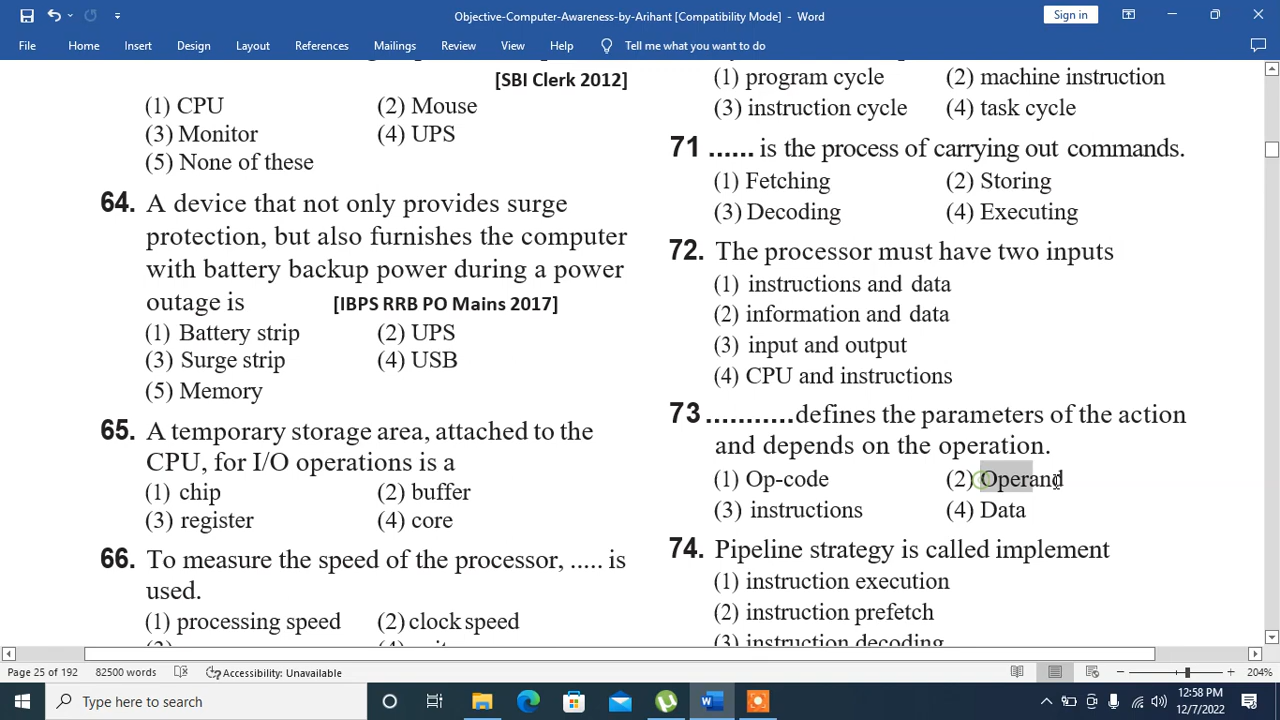 Objective-Computer-Awareness-by-Arihant [Compatibility Mode] - Word
Sign in
File Home Insert Design Layout References Mailings Review View Help Tell me what you want to do
[SBI Clerk 2012]
(1) CPU (2) Mouse
(3) Monitor (4) UPS
(5) None of these
64. A device that not only provides surge
protection, but also furnishes the computer
with battery backup power during a power
outage is [IBPS RRB PO Mains 2017]
(1) Battery strip (2) UPS
(3) Surge strip (4) USB
(5) Memory
65. A temporary storage area, attached to the
CPU, for I/O operations is a
(1) chip (2) buffer
(3) register (4) core
66. To measure the speed of the processor, ..... is
used.
(1) processing speed (2) clock speed
(1) program cycle (2) machine instruction
(3) instruction cycle (4) task cycle
71 ...... is the process of carrying out commands.
(1) Fetching (2) Storing
(3) Decoding (4) Executing
72. The processor must have two inputs
(1) instructions and data
(2) information and data
(3) input and output
(4) CPU and instructions
73 ...........defines the parameters of the action
and depends on the operation.
(1) Op-code (2) Operand
(3) instructions (4) Data
74. Pipeline strategy is called implement
(1) instruction execution
(2) instruction prefetch
(3) instruction decoding
Page 25 of 192 82500 words Accessibility: Unavailable 204%
Type here to search
12:58 PM
12/7/2022